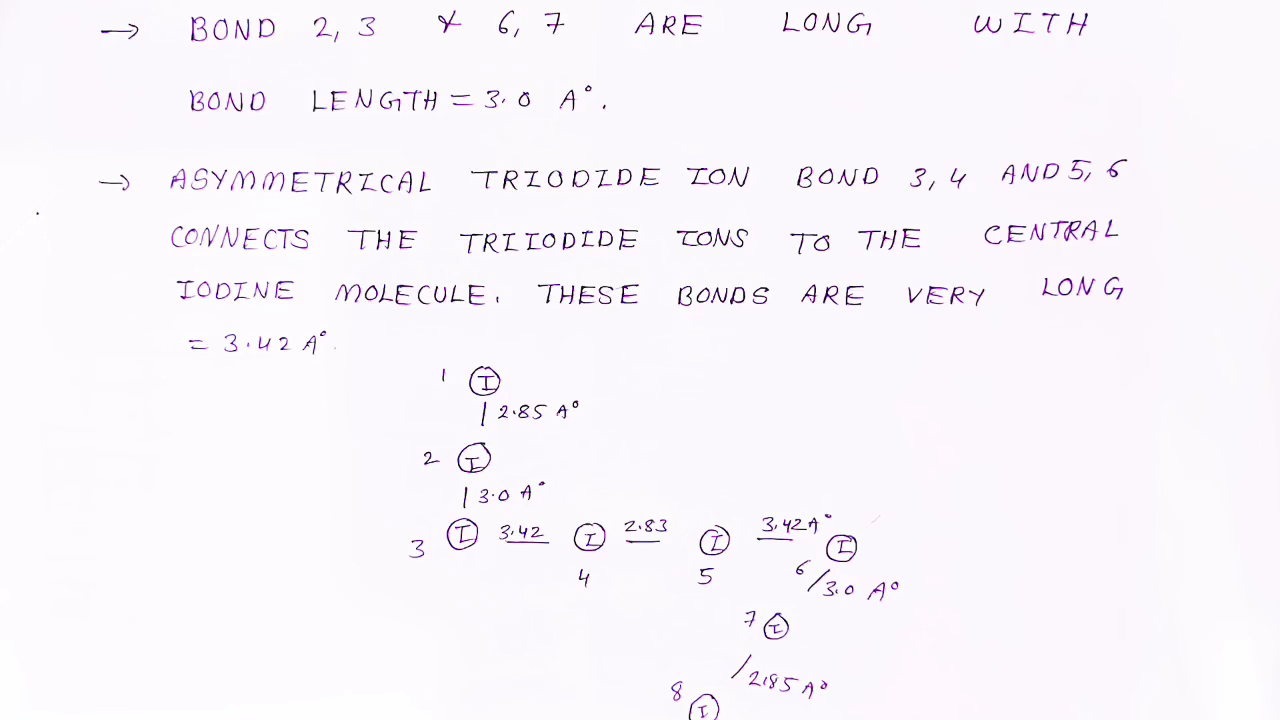 → BOND 2, 3 & 6, 7 ARE LONG WITH
BOND LENGTH = 3.0 A°.
→ ASYMMETRICAL TRIODIDE ION BOND 3, 4 AND 5, 6
CONNECTS THE TRIIODIDE IONS TO THE CENTRAL
IODINE MOLECULE. THESE BONDS ARE VERY LONG
= 3.42 A°.
1 I
2.85 A°
2 I
3.0 A°
3 I 3.42 I 2.83 I 3.42A° I
4 5 6
3.0 A°
7 I
2.85 A°
8 I